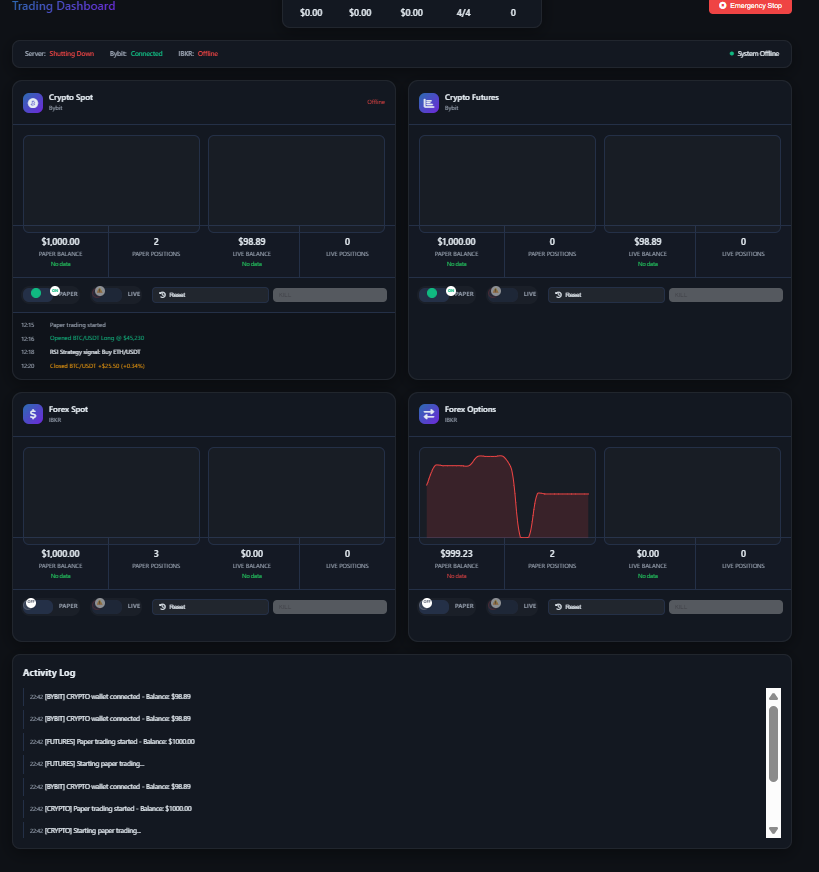 Trading Dashboard
$0.00 $0.00 $0.00 4/4 0
Emergency Stop
Server: Shutting Down Bybit: Connected IBKR: Offline
System Offline
Crypto Spot
Bybit
Offline
$1,000.00 2 $98.89 0
PAPER BALANCE PAPER POSITIONS LIVE BALANCE LIVE POSITIONS
No data No data
PAPER LIVE Reset
12:15 Paper trading started
12:16 Opened BTC/USDT Long @ $45,230
12:18 RSI Strategy signal: Buy ETH/USDT
12:20 Closed BTC/USDT +$25.50 (+0.34%)
Crypto Futures
Bybit
$1,000.00 0 $98.89 0
PAPER BALANCE PAPER POSITIONS LIVE BALANCE LIVE POSITIONS
No data No data
PAPER LIVE Reset
Forex Spot
IBKR
$1,000.00 3 $0.00 0
PAPER BALANCE PAPER POSITIONS LIVE BALANCE LIVE POSITIONS
No data No data
PAPER LIVE Reset
Forex Options
IBKR
$999.23 2 $0.00 0
PAPER BALANCE PAPER POSITIONS LIVE BALANCE LIVE POSITIONS
No data No data
PAPER LIVE Reset
Activity Log
22:42 [BYBIT] CRYPTO wallet connected - Balance: $98.89
22:42 [BYBIT] CRYPTO wallet connected - Balance: $98.89
22:42 [FUTURES] Paper trading started - Balance: $1000.00
22:42 [FUTURES] Starting paper trading...
22:42 [BYBIT] CRYPTO wallet connected - Balance: $98.89
22:42 [CRYPTO] Paper trading started - Balance: $1000.00
22:42 [CRYPTO] Starting paper trading...